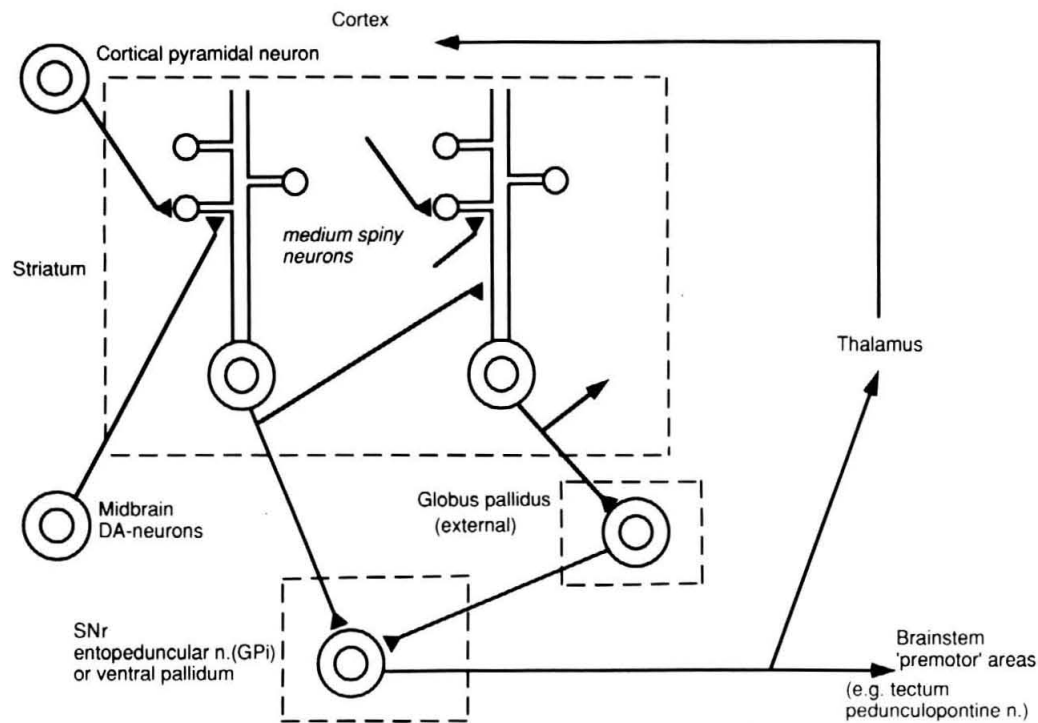 Cortex
Cortical pyramidal neuron
medium spiny
neurons
Striatum
Thalamus
Midbrain
DA-neurons
Globus pallidus
(external)
SNr
entopeduncular n.(GPi)
or ventral pallidum
Brainstem
'premotor' areas
(e.g. tectum
pedunculopontine n.)